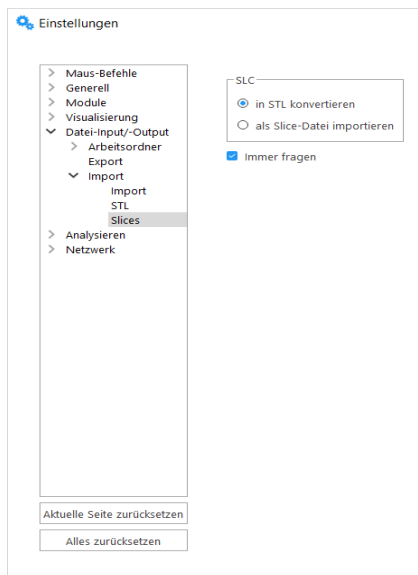 Einstellungen
Maus-Befehle
Generell
Module
Visualisierung
Datei-Input/-Output
Arbeitsordner
Export
Import
Import
STL
Slices
Analysieren
Netzwerk
Aktuelle Seite zurücksetzen
Alles zurücksetzen
SLC
in STL konvertieren
als Slice-Datei importieren
Immer fragen